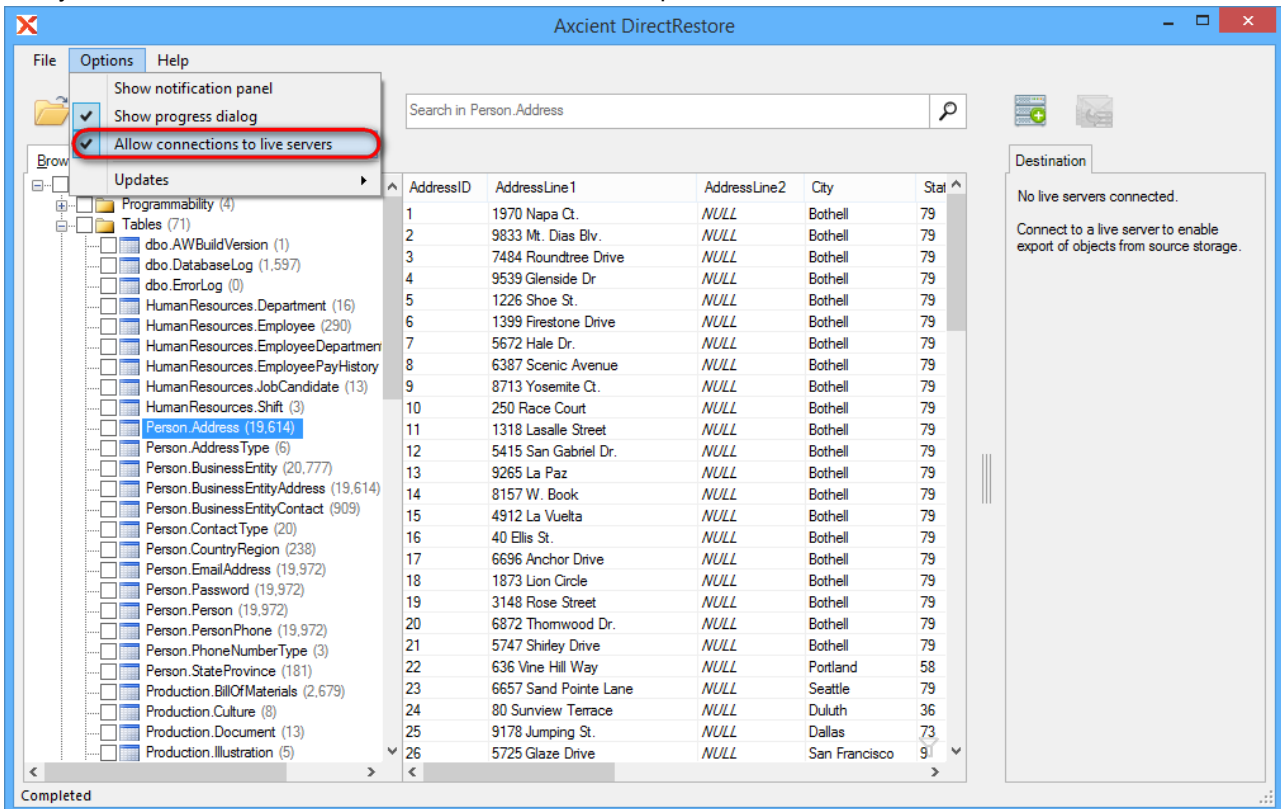 Axcient DirectRestore
File Options Help
Show notification panel
Show progress dialog
Allow connections to live servers
Updates
Search in Person.Address
Brow
Destination
No live servers connected.
Connect to a live server to enable
export of objects from source storage.
Programmability (4)
Tables (71)
dbo.AWBuildVersion (1)
dbo.DatabaseLog (1,597)
dbo.ErrorLog (0)
HumanResources.Department (16)
HumanResources.Employee (290)
HumanResources.EmployeeDepartment
HumanResources.EmployeePayHistory
HumanResources.JobCandidate (13)
HumanResources.Shift (3)
Person.Address (19,614)
Person.AddressType (6)
Person.BusinessEntity (20,777)
Person.BusinessEntityAddress (19,614)
Person.BusinessEntityContact (909)
Person.ContactType (20)
Person.CountryRegion (238)
Person.EmailAddress (19,972)
Person.Password (19,972)
Person.Person (19,972)
Person.PersonPhone (19,972)
Person.PhoneNumberType (3)
Person.StateProvince (181)
Production.BillOfMaterials (2,679)
Production.Culture (8)
Production.Document (13)
Production.Illustration (5)
AddressID AddressLine1 AddressLine2 City Stat
1 1970 Napa Ct. NULL Bothell 79
2 9833 Mt. Dias Blv. NULL Bothell 79
3 7484 Roundtree Drive NULL Bothell 79
4 9539 Glenside Dr NULL Bothell 79
5 1226 Shoe St. NULL Bothell 79
6 1399 Firestone Drive NULL Bothell 79
7 5672 Hale Dr. NULL Bothell 79
8 6387 Scenic Avenue NULL Bothell 79
9 8713 Yosemite Ct. NULL Bothell 79
10 250 Race Court NULL Bothell 79
11 1318 Lasalle Street NULL Bothell 79
12 5415 San Gabriel Dr. NULL Bothell 79
13 9265 La Paz NULL Bothell 79
14 8157 W. Book NULL Bothell 79
15 4912 La Vuelta NULL Bothell 79
16 40 Ellis St. NULL Bothell 79
17 6696 Anchor Drive NULL Bothell 79
18 1873 Lion Circle NULL Bothell 79
19 3148 Rose Street NULL Bothell 79
20 6872 Thornwood Dr. NULL Bothell 79
21 5747 Shirley Drive NULL Bothell 79
22 636 Vine Hill Way NULL Portland 58
23 6657 Sand Pointe Lane NULL Seattle 79
24 80 Sunview Terrace NULL Duluth 36
25 9178 Jumping St. NULL Dallas 73
26 5725 Glaze Drive NULL San Francisco 9
Completed